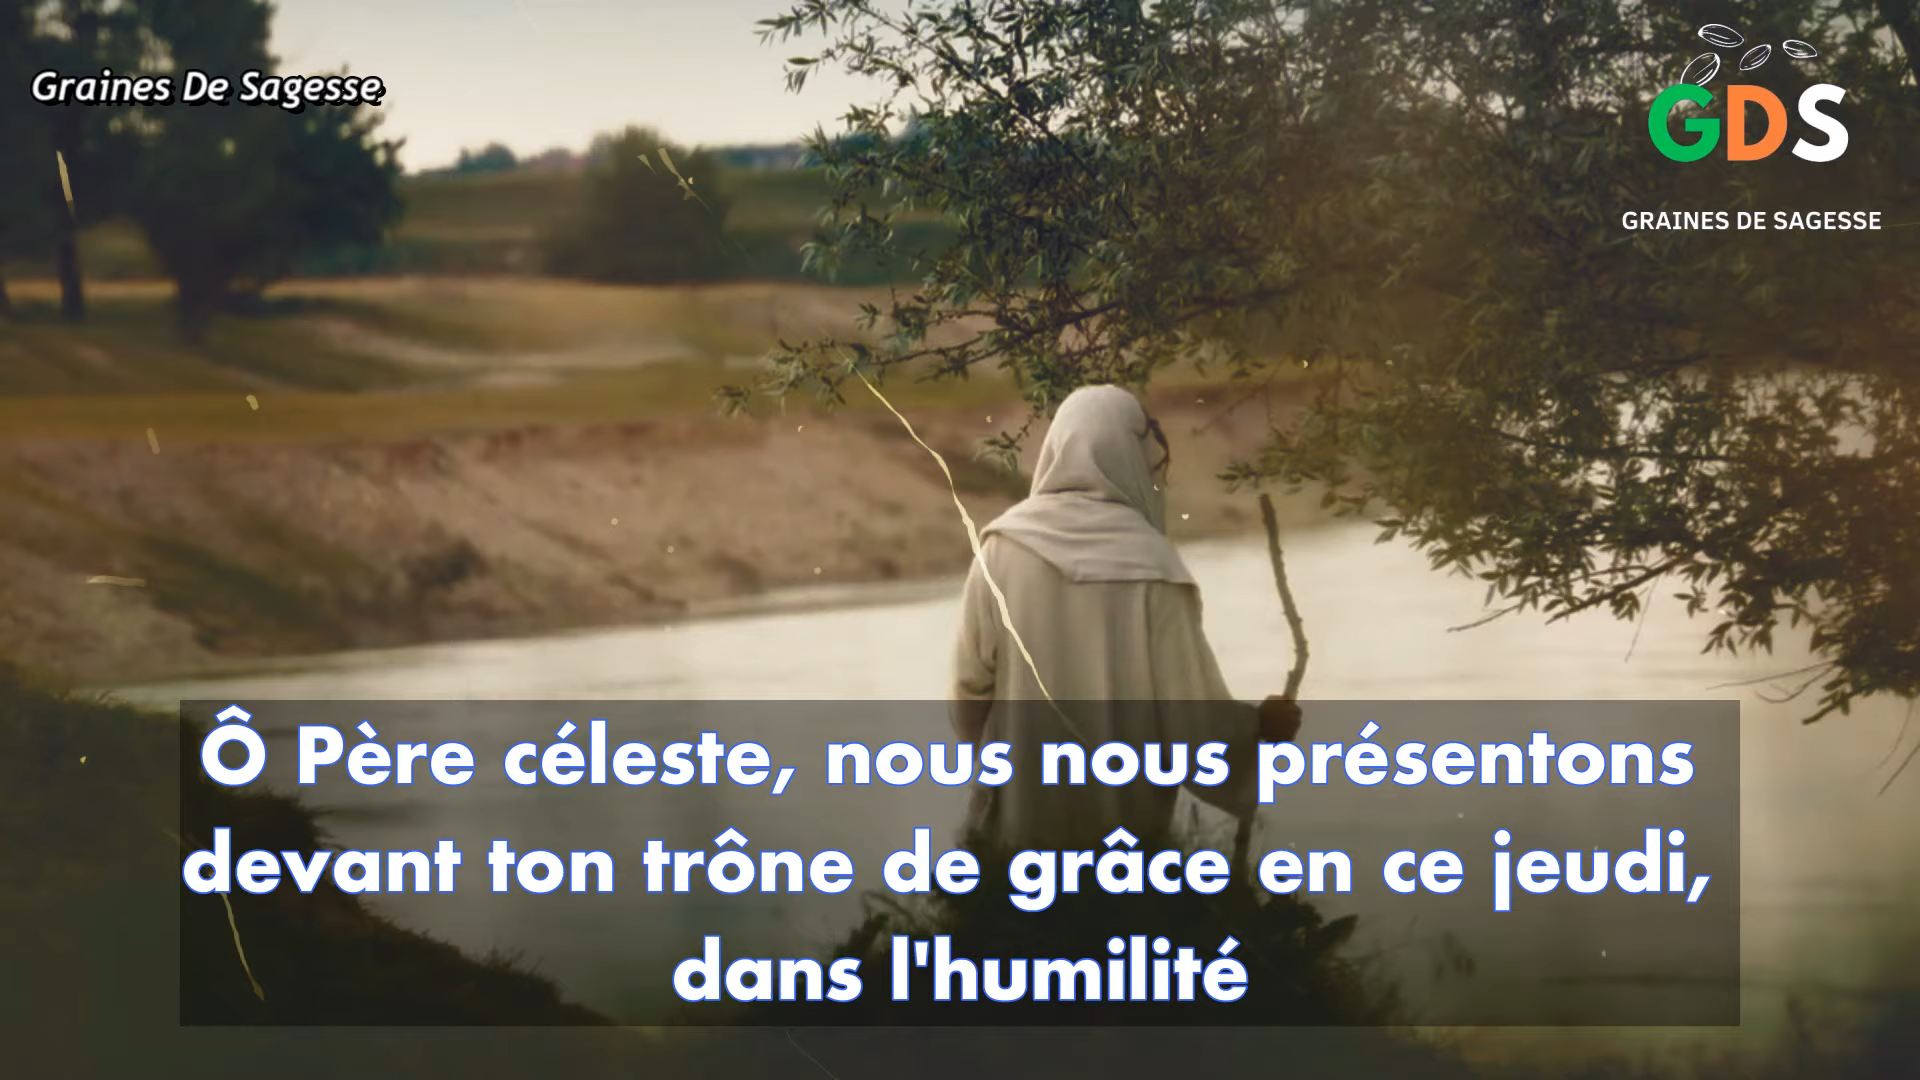 Graines De Sagesse
GDS
GRAINES DE SAGESSE
Ô Père céleste, nous nous présentons
devant ton trône de grâce en ce jeudi,
dans l'humilité